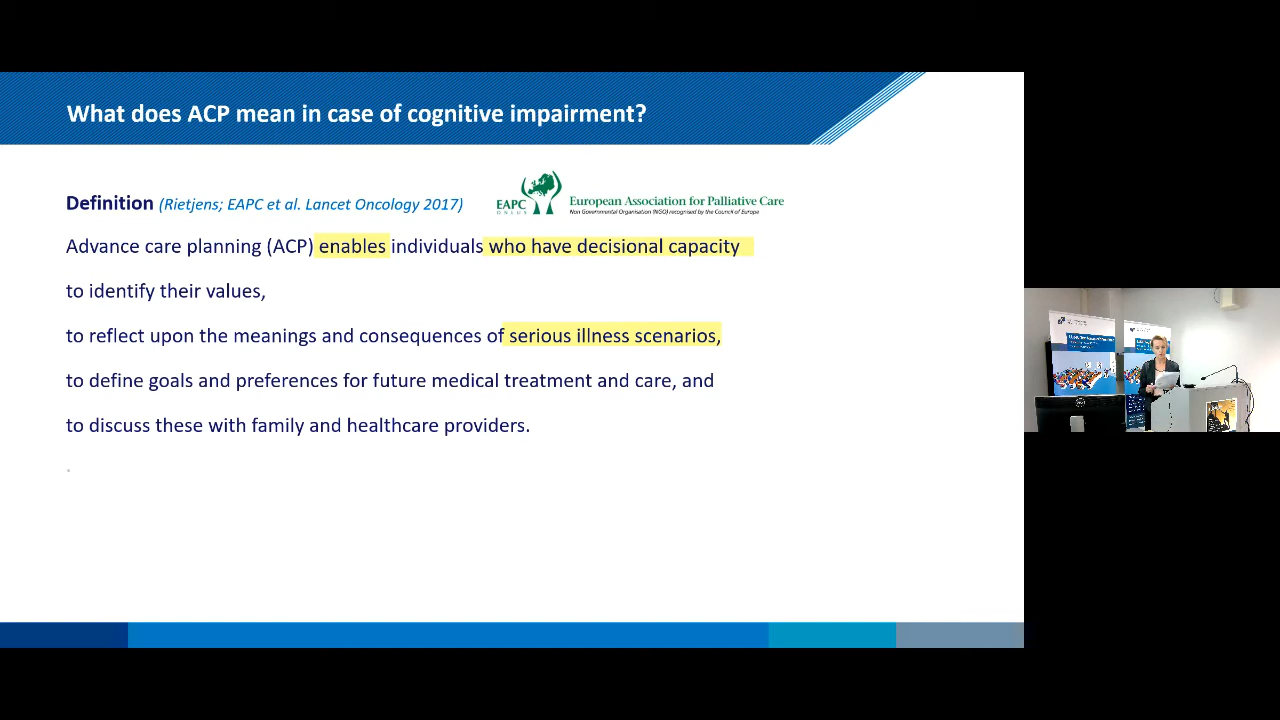 What does ACP mean in case of cognitive impairment?
Definition (Rietjens; EAPC et al. Lancet Oncology 2017)
EAPC
ONLUS
European Association for Palliative Care
Non Governmental Organisation (NGO) recognised by the Council of Europe
Advance care planning (ACP) enables individuals who have decisional capacity
to identify their values,
to reflect upon the meanings and consequences of serious illness scenarios,
to define goals and preferences for future medical treatment and care, and
to discuss these with family and healthcare providers.
.